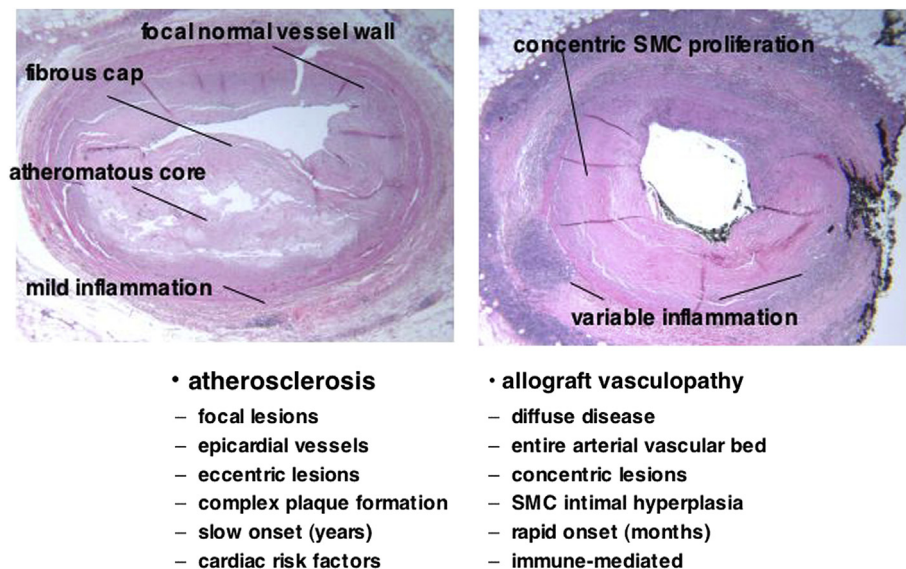 focal normal vessel wall
fibrous cap
atheromatous core
mild inflammation
concentric SMC proliferation
variable inflammation
• atherosclerosis
– focal lesions
– epicardial vessels
– eccentric lesions
– complex plaque formation
– slow onset (years)
– cardiac risk factors
• allograft vasculopathy
– diffuse disease
– entire arterial vascular bed
– concentric lesions
– SMC intimal hyperplasia
– rapid onset (months)
– immune-mediated